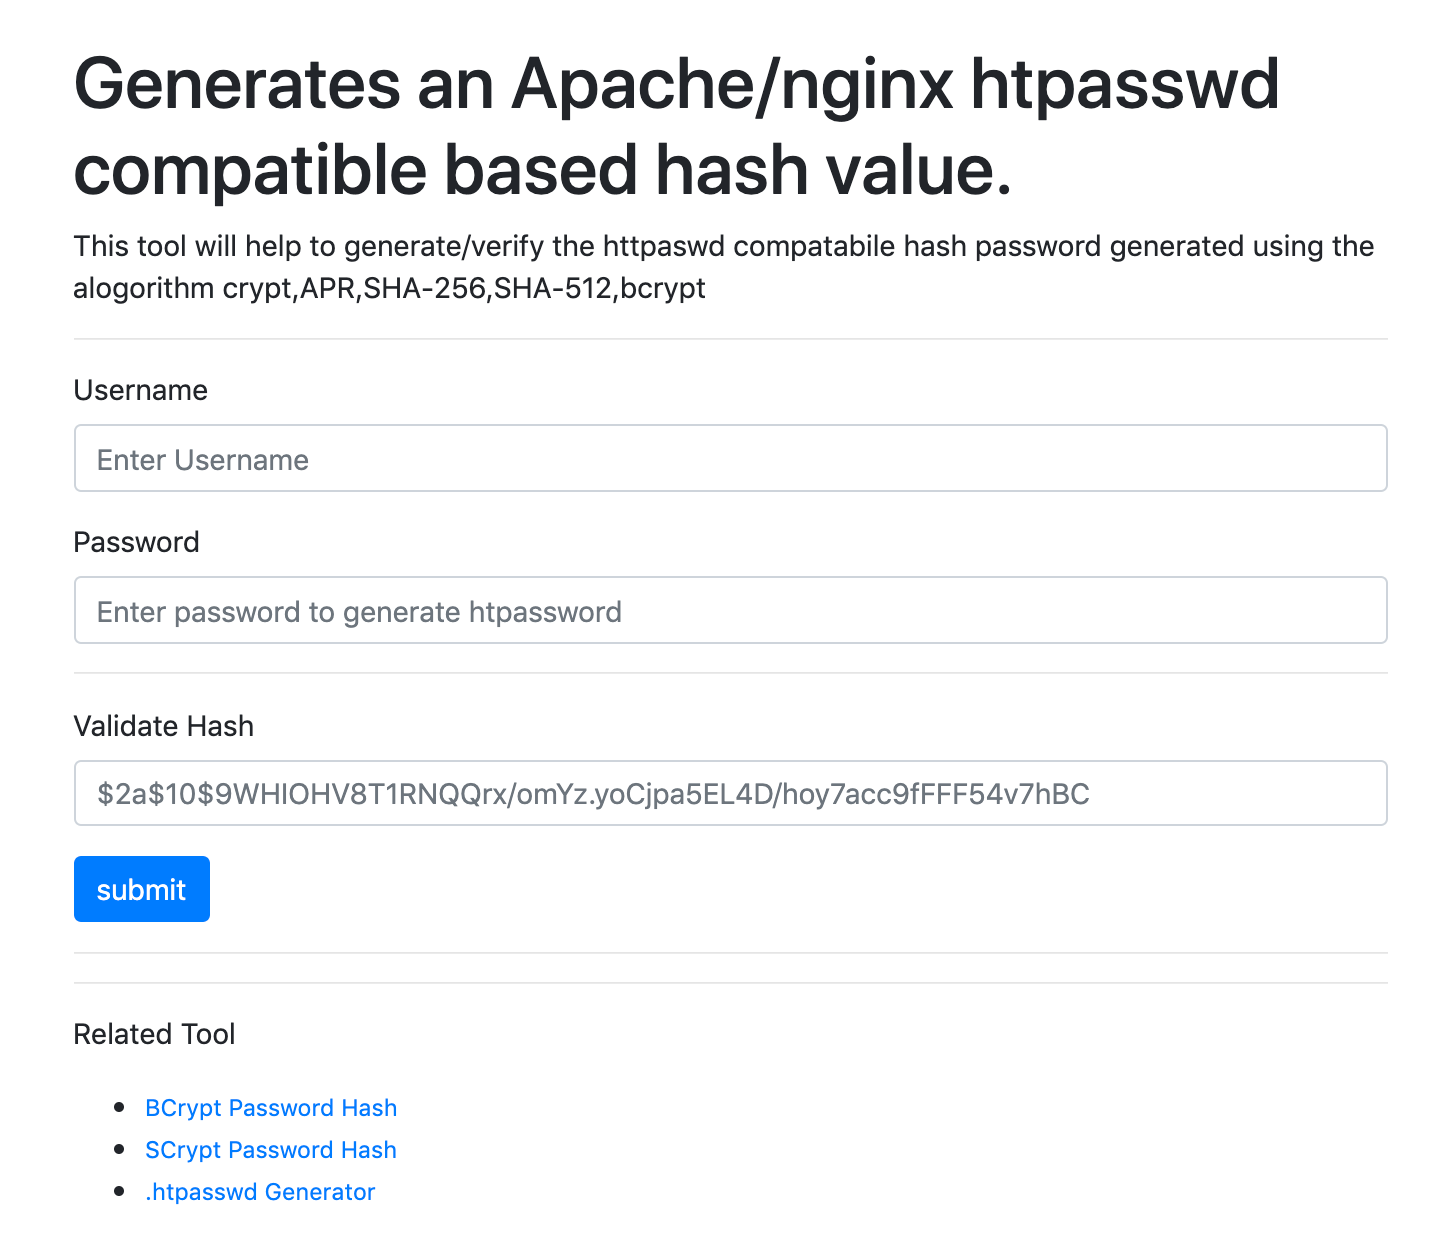 Generates an Apache/nginx htpasswd
compatible based hash value.
This tool will help to generate/verify the httpaswd compatabile hash password generated using the
alogorithm crypt,APR,SHA-256,SHA-512,bcrypt
Username
Enter Username
Password
Enter password to generate htpassword
Validate Hash
$2a$10$9WHIOHV8T1RNQQrx/omYz.yoCjpa5EL4D/hoy7acc9fFFF54v7hBC
submit
Related Tool
BCrypt Password Hash
SCrypt Password Hash
.htpasswd Generator